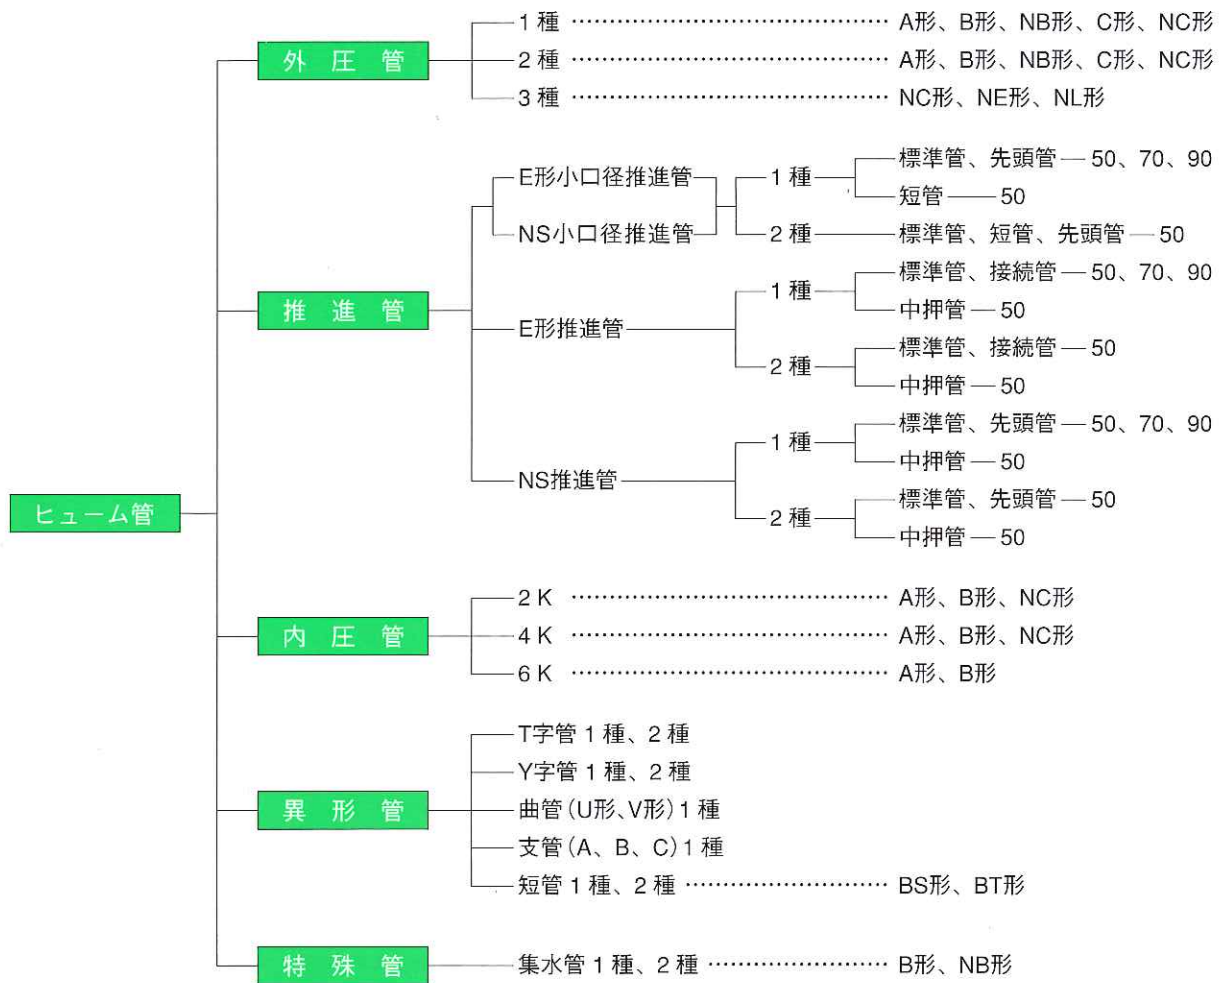 ヒューム管
外圧管
1種 ……………………………… A形、B形、NB形、C形、NC形
2種 ……………………………… A形、B形、NB形、C形、NC形
3種 ……………………………… NC形、NE形、NL形
推進管
E形小口径推進管
NS小口径推進管
1種
標準管、先頭管 — 50、70、90
短管 — 50
2種
標準管、短管、先頭管 — 50
E形推進管
1種
標準管、接続管 — 50、70、90
中押管 — 50
2種
標準管、接続管 — 50
中押管 — 50
NS推進管
1種
標準管、先頭管 — 50、70、90
中押管 — 50
2種
標準管、先頭管 — 50
中押管 — 50
内圧管
2K ……………………………… A形、B形、NC形
4K ……………………………… A形、B形、NC形
6K ……………………………… A形、B形
異形管
T字管1種、2種
Y字管1種、2種
曲管(U形、V形)1種
支管(A、B、C)1種
短管1種、2種 …………………… BS形、BT形
特殊管
集水管1種、2種 ………………… B形、NB形